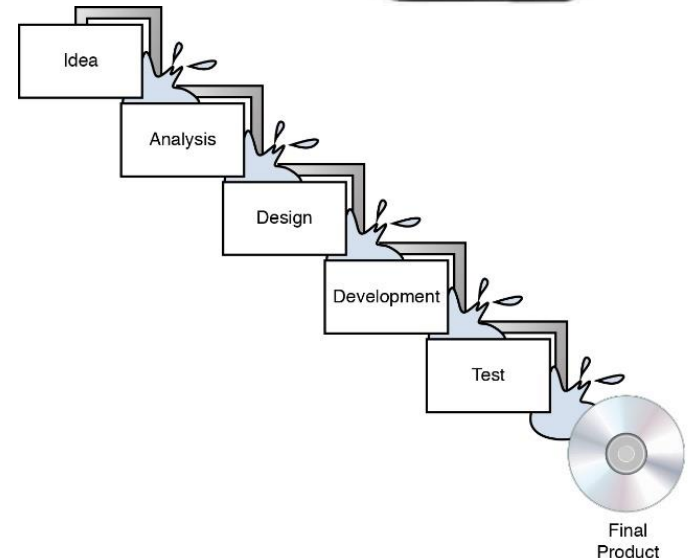 Idea
Analysis
Design
Development
Test
Final
Product